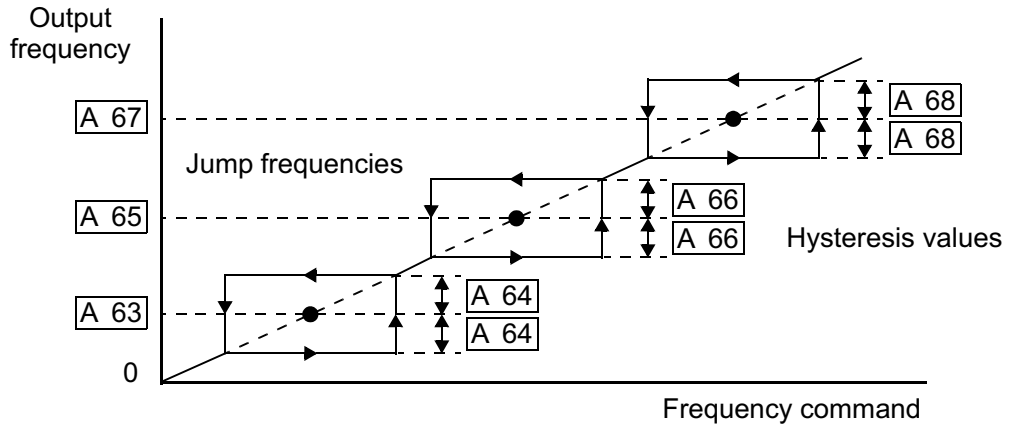 Output
frequency
A 67
A 68
A 68
Jump frequencies
A 65
A 66
A 66
Hysteresis values
A 63
A 64
A 64
0
Frequency command